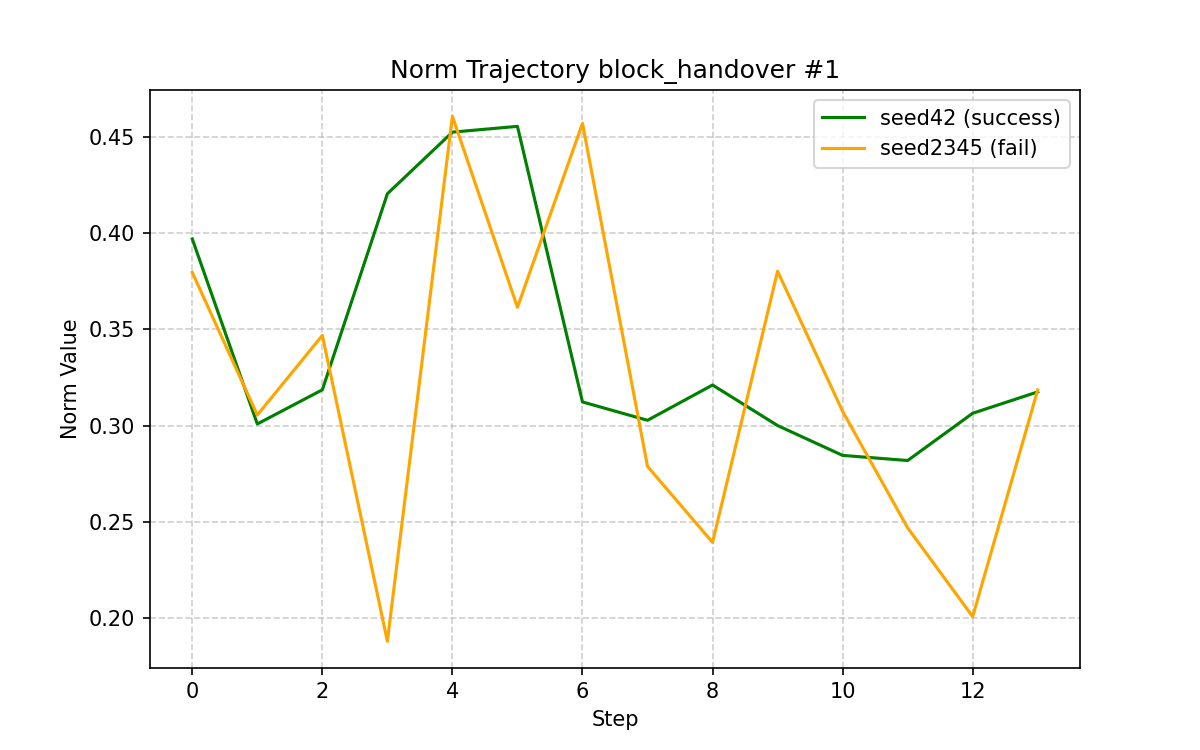 Norm Trajectory block_handover #1
seed42 (success)
seed2345 (fail)
Norm Value
0.45
0.40
0.35
0.30
0.25
0.20
0 2 4 6 8 10 12
Step